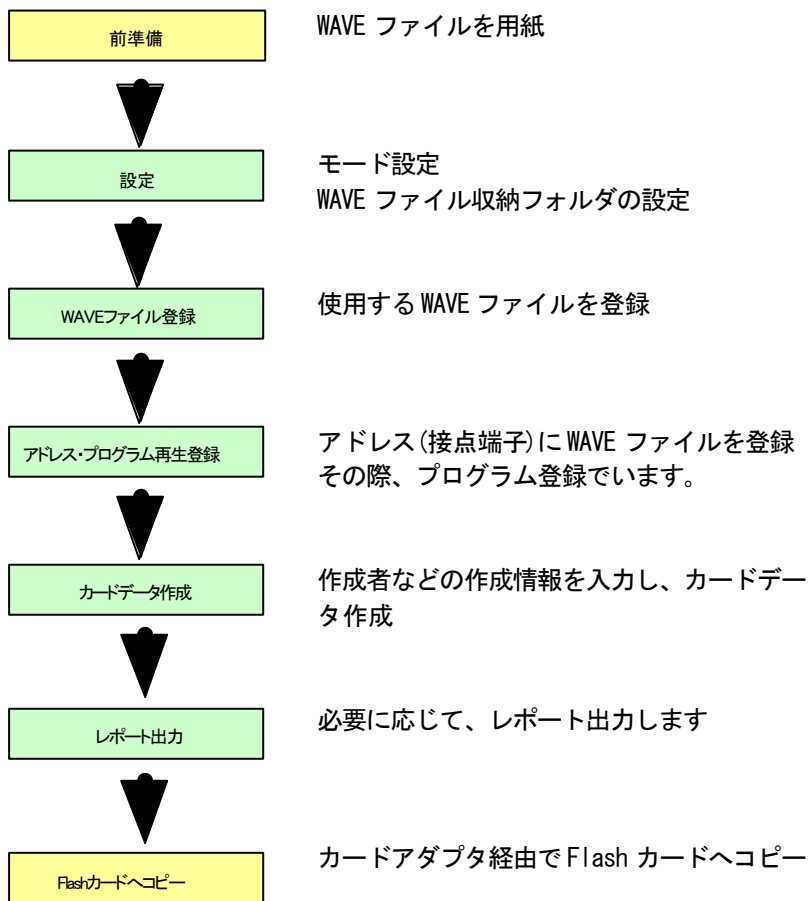 前準備
WAVE ファイルを用紙
設定
モード設定
WAVE ファイル収納フォルダの設定
WAVEファイル登録
使用する WAVE ファイルを登録
アドレス・プログラム再生登録
アドレス(接点端子)に WAVE ファイルを登録
その際、プログラム登録でいます。
カードデータ作成
作成者などの作成情報を入力し、カードデー
タ作成
レポート出力
必要に応じて、レポート出力します
Flashカードへコピー
カードアダプタ経由で Flash カードへコピー